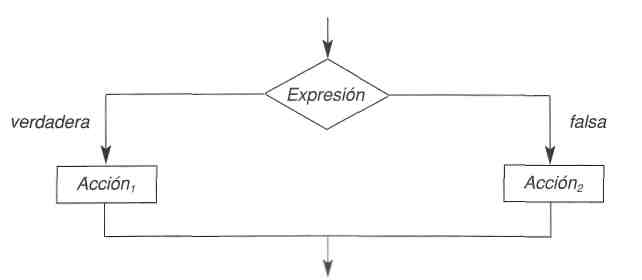 Expresión
verdadera
falsa
Acción₁
Acción₂